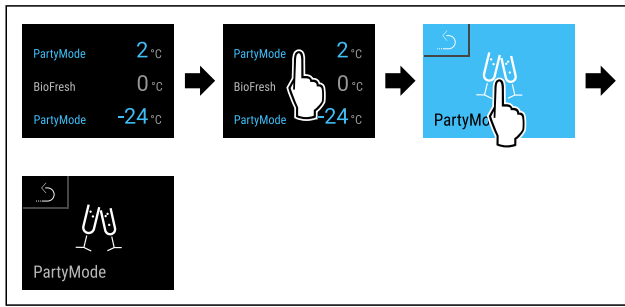 PartyMode 2 °C
BioFresh 0 °C
PartyMode -24 °C
PartyMode 2 °C
BioFresh 0 °C
PartyMode -24 °C
PartyMo
PartyMode